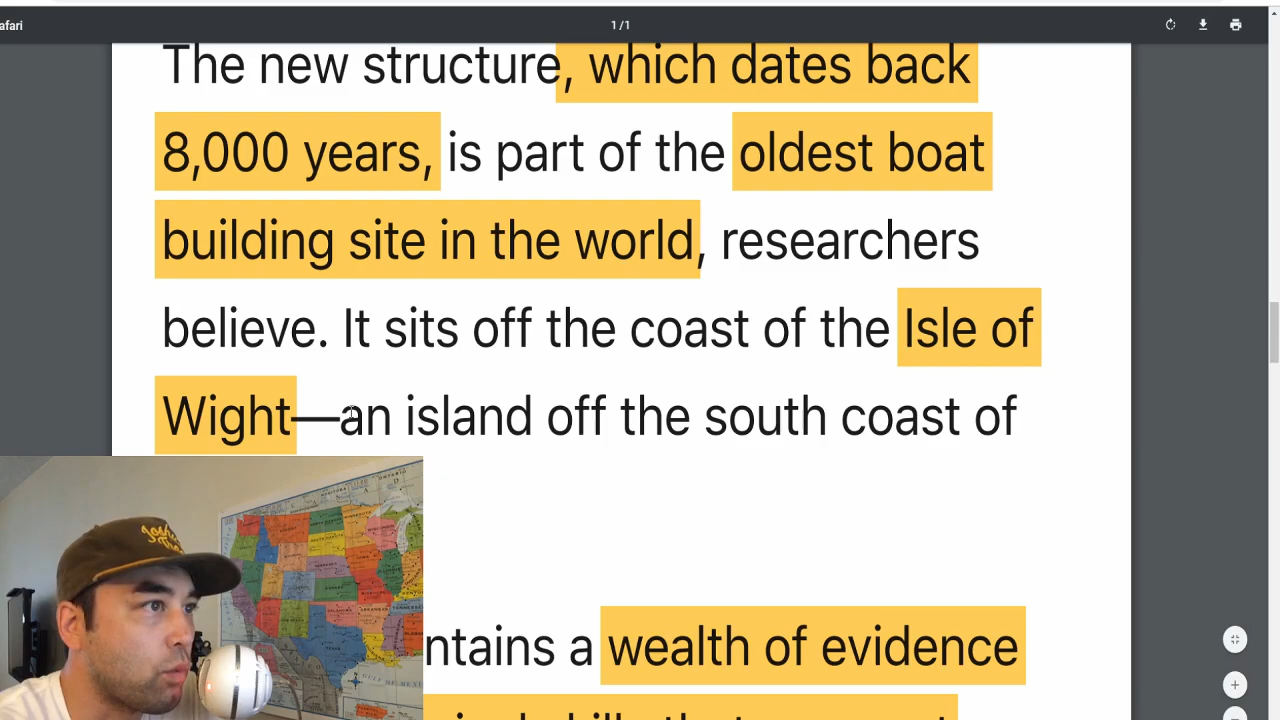 afari
1/1
The new structure, which dates back
8,000 years, is part of the oldest boat
building site in the world, researchers
believe. It sits off the coast of the Isle of
Wight—an island off the south coast of
ntains a wealth of evidence